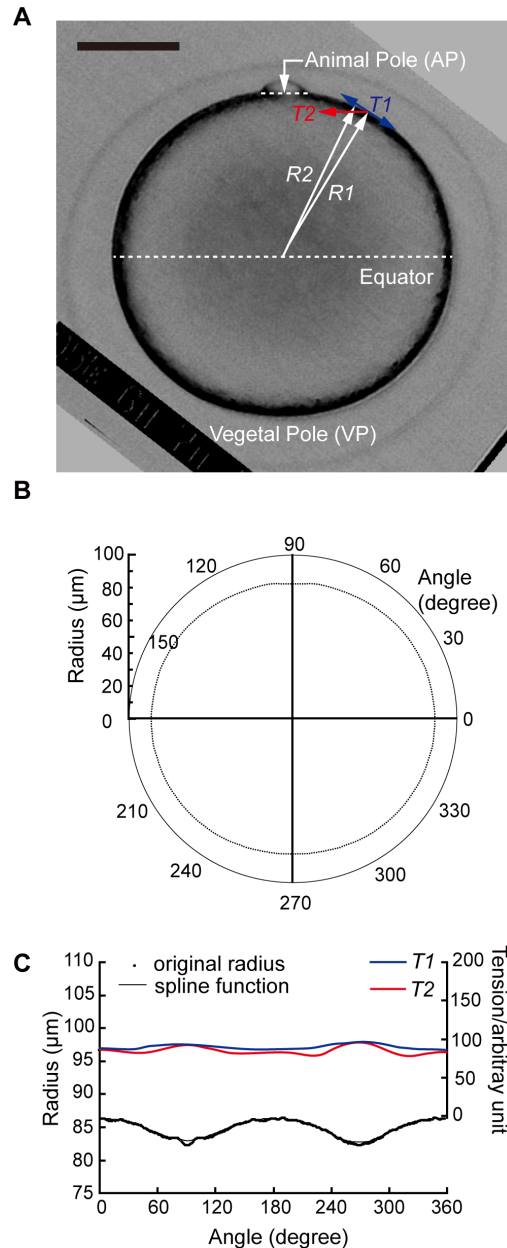 A
Animal Pole (AP)
T1
T2
R2
R1
Equator
Vegetal Pole (VP)
B
90
120
60
Angle
(degree)
150
30
0
210
330
240
300
270
Radius (μm)
100
80
60
40
20
0
C
110
105
100
95
90
85
80
75
Radius (μm)
original radius
spline function
T1
T2
200
150
100
50
0
Tension/arbitray unit
0
60
120
180
240
300
360
Angle (degree)